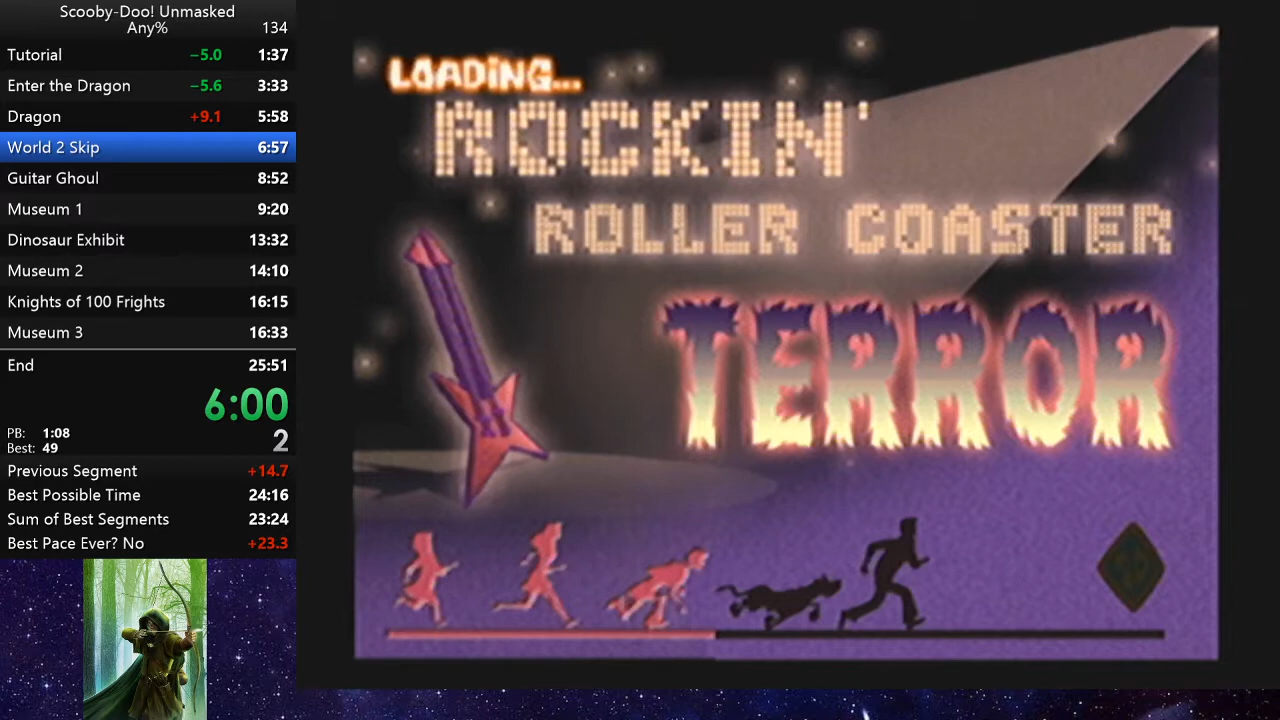 Scooby-Doo! Unmasked
Any% 134
Tutorial −5.0 1:37
Enter the Dragon −5.6 3:33
Dragon +9.1 5:58
World 2 Skip 6:57
Guitar Ghoul 8:52
Museum 1 9:20
Dinosaur Exhibit 13:32
Museum 2 14:10
Knights of 100 Frights 16:15
Museum 3 16:33
End 25:51
6:00
PB: 1:08
Best: 49
2
Previous Segment +14.7
Best Possible Time 24:16
Sum of Best Segments 23:24
Best Pace Ever? No +23.3
LOADiNG...
ROCKIN'
ROLLER COASTER
TERROR